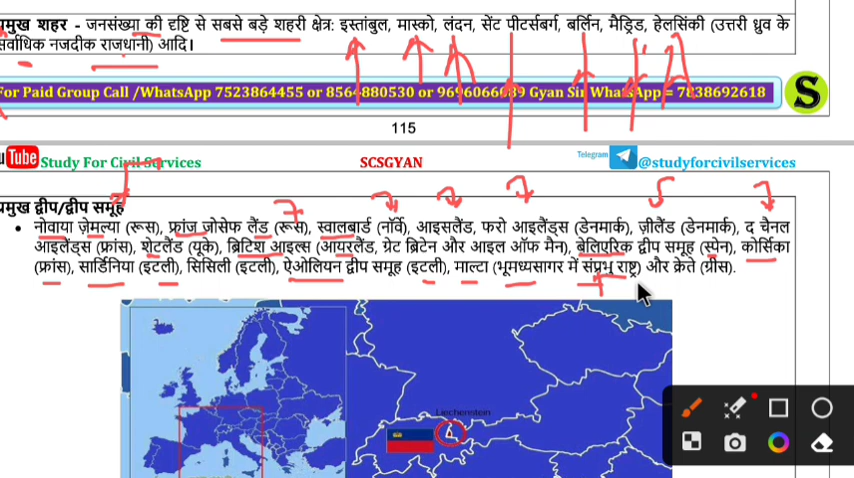 प्रमुख शहर - जनसंख्या की दृष्टि से सबसे बड़े शहरी क्षेत्र: इस्तांबुल, मास्को, लंदन, सेंट पीटर्सबर्ग, बर्लिन, मैड्रिड, हेलसिंकी (उत्तरी ध्रुव के
सर्वाधिक नजदीक राजधानी) आदि।
For Paid Group Call /WhatsApp 7523864455 or 8564880530 or Gyan Sir WhatsApp = 7838692618
S
115
Tube Study For Civil Services SCSGYAN Telegram @studyforcivilservices
प्रमुख द्वीप/द्वीप समूह
• नोवाया ज़ेमल्या (रूस), फ्रांज जोसेफ लैंड (रूस), स्वालबार्ड (नॉर्वे), आइसलैंड, फरो आइलैंड्स (डेनमार्क), ज़ीलैंड (डेनमार्क), द चैनल
आइलैंड्स (फ्रांस), शेटलैंड (यूके), ब्रिटिश आइल्स (आयरलैंड, ग्रेट ब्रिटेन और आइल ऑफ मैन), बेलिएरिक द्वीप समूह (स्पेन), कोर्सिका
(फ्रांस), सार्डिनिया (इटली), सिसिली (इटली), ऐओलियन द्वीप समूह (इटली), माल्टा (भूमध्यसागर में संप्रभु राष्ट्र) और क्रेते (ग्रीस).
Liechenstein